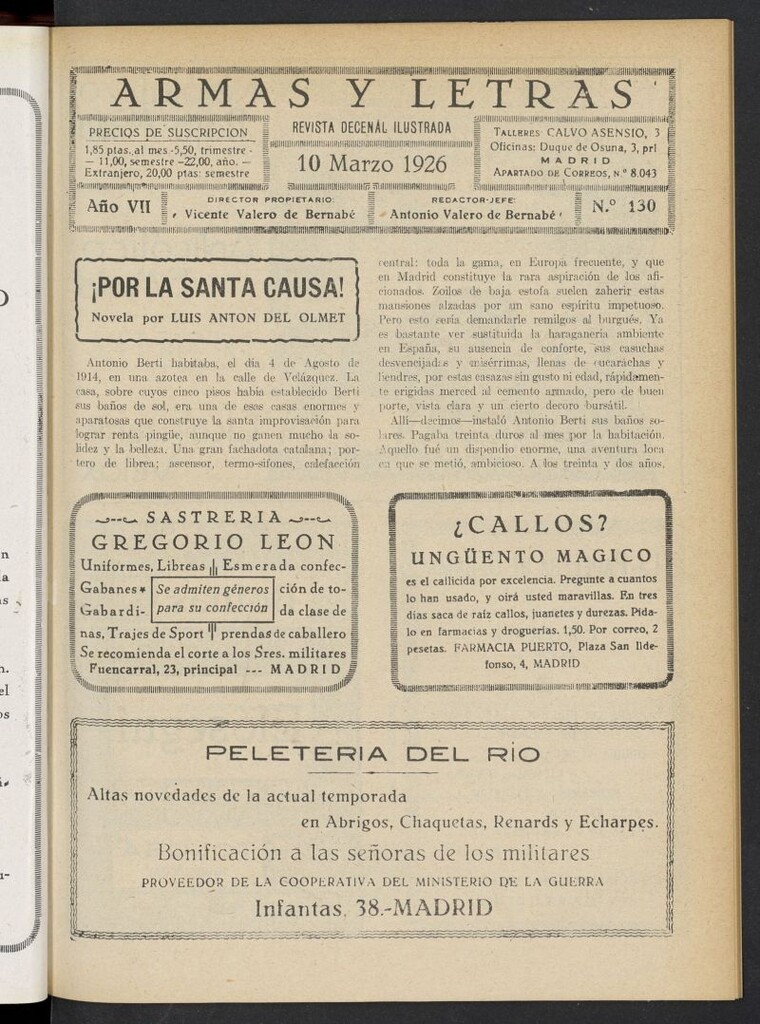 ARMAS Y LETRAS
PRECIOS DE SUSCRIPCION
1,85 ptas. al mes - 5,50, trimestre -
— 11,00, semestre -22,00, año. —
Extranjero, 20,00 ptas: semestre
REVISTA DECENAL ILUSTRADA
10 Marzo 1926
TALLERES: CALVO ASENSIO, 3
Oficinas: Duque de Osuna, 3, prl
MADRID
APARTADO DE CORREOS, N.º 8.043
Año VII
DIRECTOR PROPIETARIO:
Vicente Valero de Bernabé
REDACTOR-JEFE:
Antonio Valero de Bernabé
N.º 130
¡POR LA SANTA CAUSA!
Novela por LUIS ANTON DEL OLMET
Antonio Berti habitaba, el día 4 de Agosto de
1914, en una azotea en la calle de Velázquez. La
casa, sobre cuyos cinco pisos había establecido Berti
sus baños de sol, era una de esas casas enormes y
aparatosas que construye la santa improvisación para
lograr renta pingüe, aunque no ganen mucho la so-
lidez y la belleza. Una gran fachadota catalana; por-
tero de librea; ascensor, termo-sifones, calefacción
central: toda la gama, en Europa frecuente, y que
en Madrid constituye la rara aspiración de los afi-
cionados. Zoilos de baja estofa suelen zaherir estas
mansiones alzadas por un sano espíritu impetuoso.
Pero esto sería demandarle remilgos al burgués. Ya
es bastante ver sustituída la haraganería ambiente
en España, su ausencia de conforte, sus casuchas
desvencijadas y misérrimas, llenas de cucarachas y
liendres, por estas casazas sin gusto ni edad, rápidamen-
te erigidas merced al cemento armado, pero de buen
porte, vista clara y un cierto decoro bursátil.
Allí—decimos—instaló Antonio Berti sus baños so-
lares. Pagaba treinta duros al mes por la habitación.
Aquello fué un dispendio enorme, una aventura loca
en que se metió, ambicioso. A los treinta y dos años,
SASTRERIA
GREGORIO LEON
Uniformes, Libreas Esmerada confec-
Gabanes * Se admiten géneros ción de to-
Gabardi- para su confección da clase de
nas, Trajes de Sport prendas de caballero
Se recomienda el corte a los Sres. militares
Fuencarral, 23, principal --- MADRID
¿CALLOS?
UNGÜENTO MAGICO
es el callicida por excelencia. Pregunte a cuantos
lo han usado, y oirá usted maravillas. En tres
días saca de raíz callos, juanetes y durezas. Pída-
lo en farmacias y droguerías. 1,50. Por correo, 2
pesetas. FARMACIA PUERTO, Plaza San Ilde-
fonso, 4, MADRID
PELETERIA DEL RIO
Altas novedades de la actual temporada
en Abrigos, Chaquetas, Renards y Echarpes.
Bonificación a las señoras de los militares
PROVEEDOR DE LA COOPERATIVA DEL MINISTERIO DE LA GUERRA
Infantas, 38.-MADRID